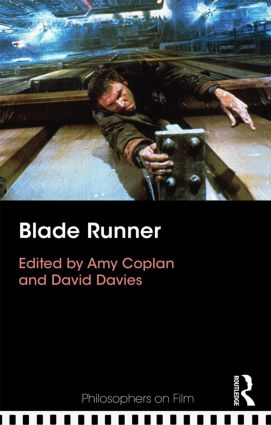 Blade Runner
Edited by Amy Coplan
and David Davies
ROUTLEDGE
Philosophers on Film